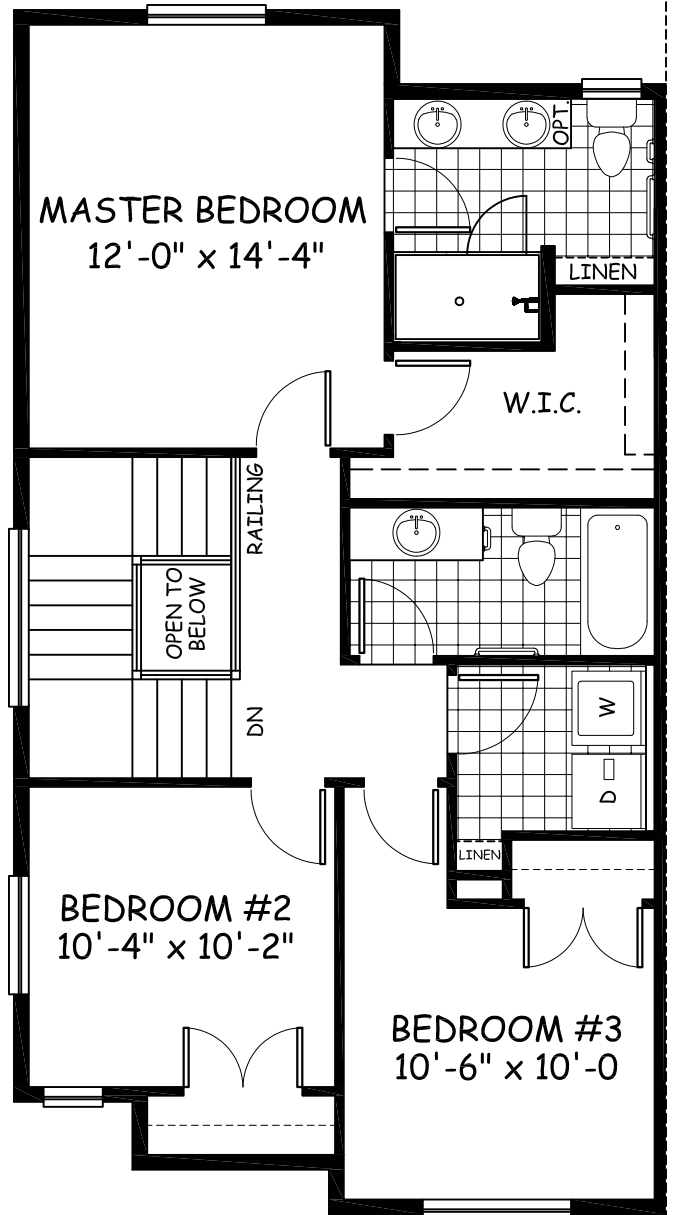 OPT.
MASTER BEDROOM
12'-0" x 14'-4"
LINEN
W.I.C.
RAILING
OPEN TO
BELOW
DN
W
D
LINEN
BEDROOM #2
10'-4" x 10'-2"
BEDROOM #3
10'-6" x 10'-0